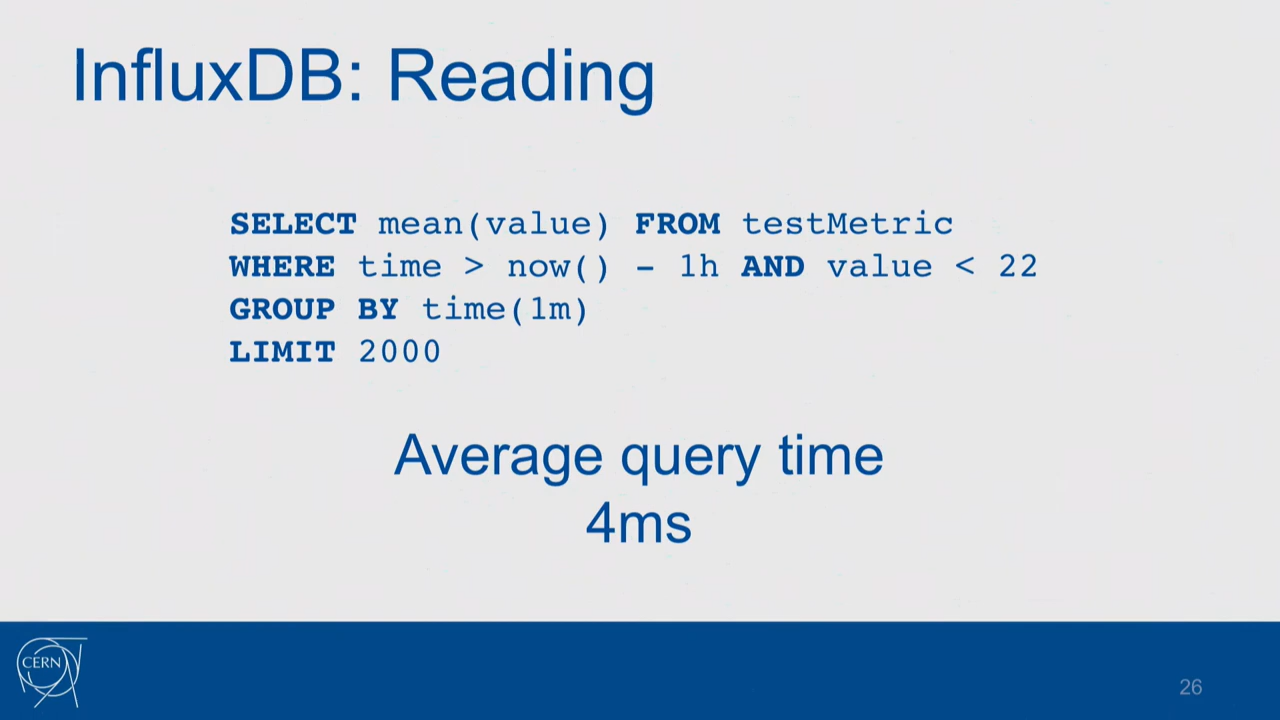 InfluxDB: Reading
SELECT mean(value) FROM testMetric
WHERE time > now() - 1h AND value < 22
GROUP BY time(1m)
LIMIT 2000
Average query time
4ms
CERN
26